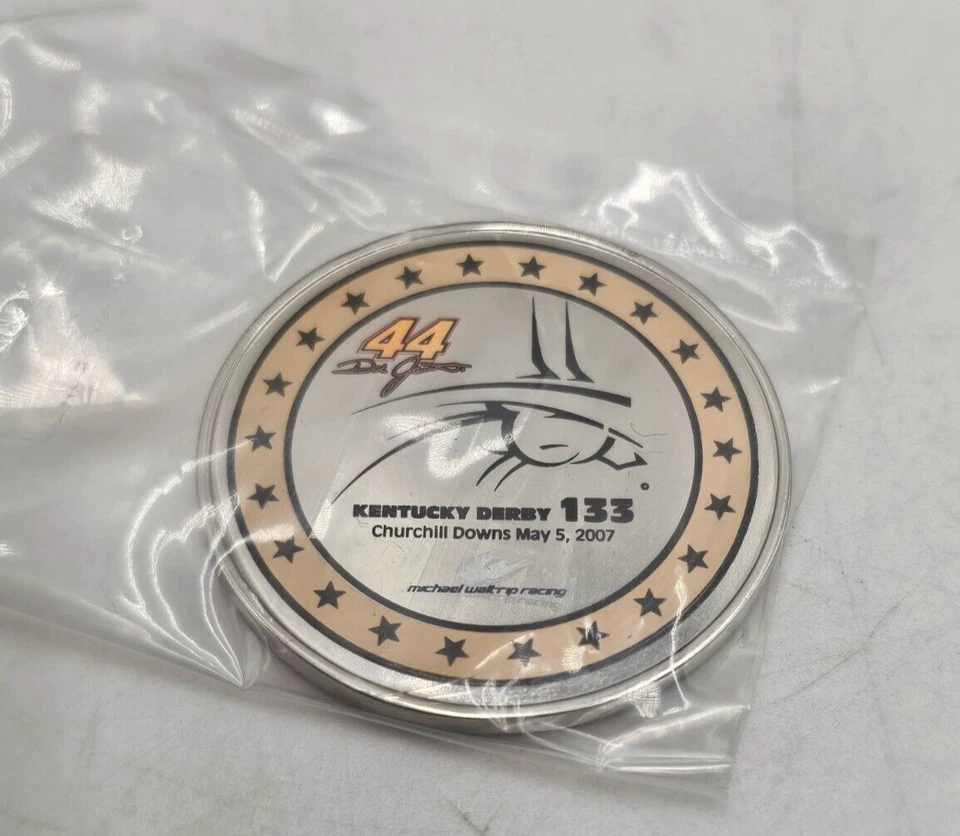 44
KENTUCKY DERBY 133
Churchill Downs May 5, 2007
michael waltrip racing